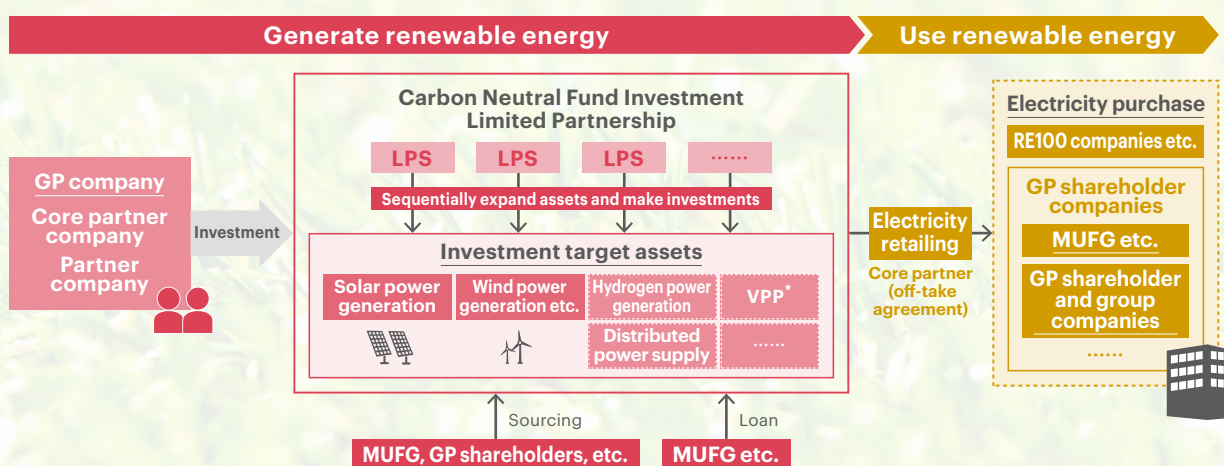 Generate renewable energy
Use renewable energy
GP company
Core partner
company
Partner
company
Investment
Carbon Neutral Fund Investment
Limited Partnership
LPS
LPS
LPS
……
Sequentially expand assets and make investments
Investment target assets
Solar power
generation
Wind power
generation etc.
Hydrogen power
generation
VPP*
Distributed
power supply
……
Sourcing
MUFG, GP shareholders, etc.
Loan
MUFG etc.
Electricity
retailing
Core partner
(off-take
agreement)
Electricity purchase
RE100 companies etc.
GP shareholder
companies
MUFG etc.
GP shareholder
and group
companies
……